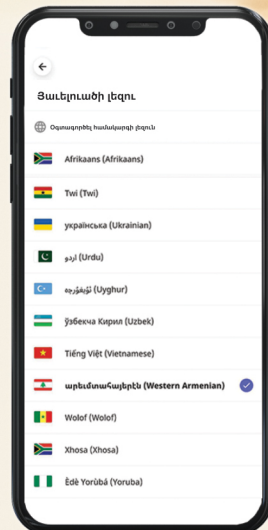 Յաւելուածի լեզու
Օգտագործել համակարգի լեզուն
Afrikaans (Afrikaans)
Twi (Twi)
українська (Ukrainian)
اردو (Urdu)
ئۇيغۇرچە (Uyghur)
ўзбекча Кирил (Uzbek)
Tiếng Việt (Vietnamese)
արեւմտահայերէն (Western Armenian)
Wolof (Wolof)
Xhosa (Xhosa)
Èdè Yorùbá (Yoruba)